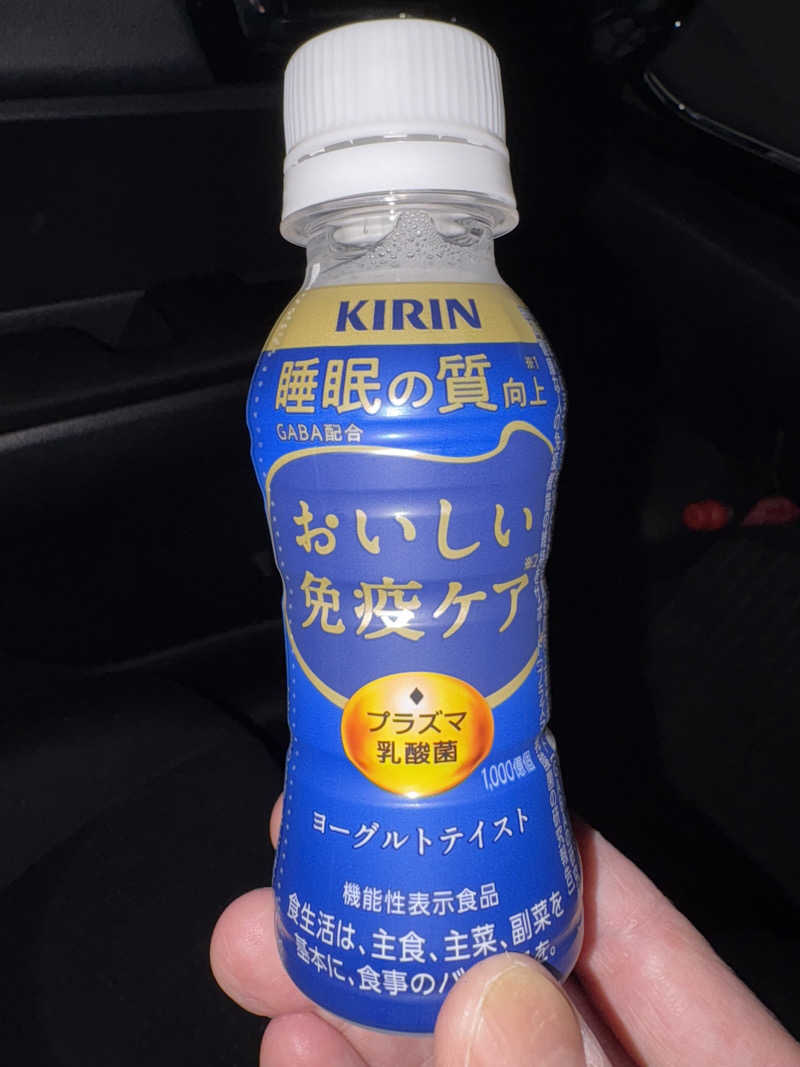 KIRIN
睡眠の質向上※1
GABA配合
おいしい
免疫ケア※2
プラズマ
乳酸菌
1,000億個
ヨーグルトテイスト
機能性表示食品
食生活は、主食、主菜、副菜を
基本に、食事のバ
を。